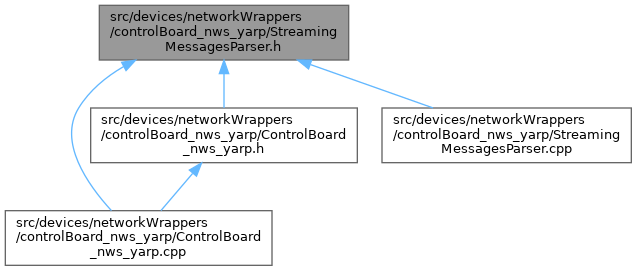 src/devices/networkWrappers
/controlBoard_nws_yarp/Streaming
MessagesParser.h
src/devices/networkWrappers
/controlBoard_nws_yarp/ControlBoard
_nws_yarp.h
src/devices/networkWrappers
/controlBoard_nws_yarp/Streaming
MessagesParser.cpp
src/devices/networkWrappers
/controlBoard_nws_yarp/ControlBoard
_nws_yarp.cpp